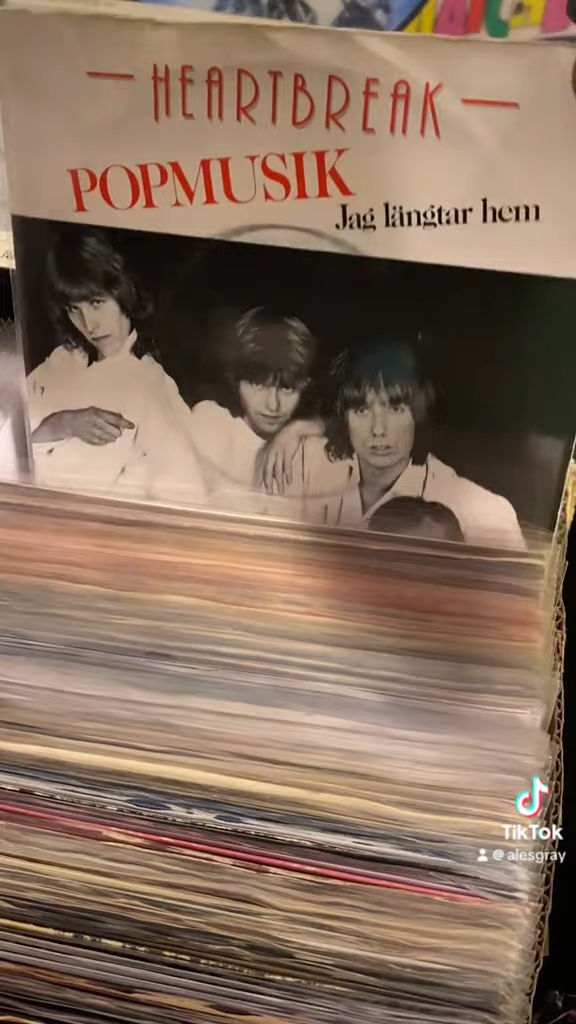 HEARTBREAK
POPMUSIK
Jag längtar hem
TikTok
@alesgray